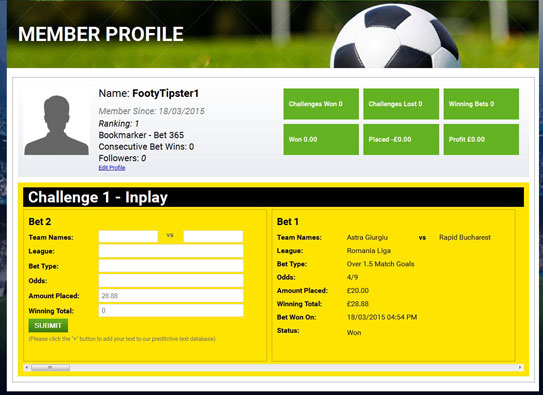 MEMBER PROFILE
Name: FootyTipster1
Member Since: 18/03/2015
Ranking: 1
Bookmarker - Bet 365
Consecutive Bet Wins: 0
Followers: 0
Edit Profile
Challenges Won 0
Challenges Lost 0
Winning Bets 0
Won 0.00
Placed -£0.00
Profit £0.00
Challenge 1 - Inplay
Bet 2
Team Names: vs
League:
Bet Type:
Odds:
Amount Placed: 28.88
Winning Total: 0
SUBMIT
(Please click the "+" button to add your text to our preditctive text database)
Bet 1
Team Names: Astra Giurgiu vs Rapid Bucharest
League: Romania Liga
Bet Type: Over 1.5 Match Goals
Odds: 4/9
Amount Placed: £20.00
Winning Total: £28.88
Bet Won On: 18/03/2015 04:54 PM
Status: Won